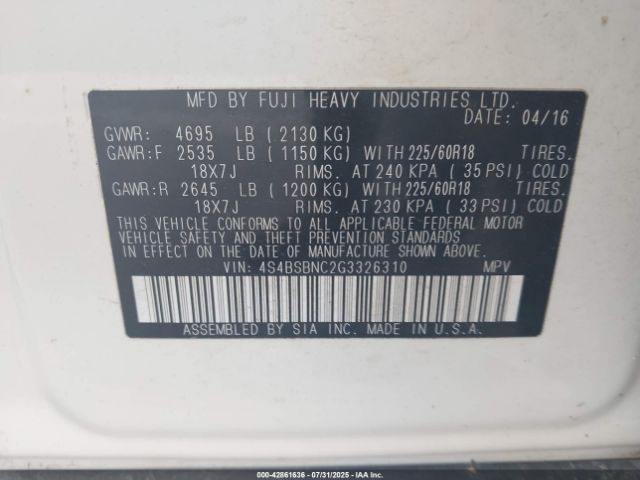 MFD BY FUJI HEAVY INDUSTRIES LTD.
DATE: 04/16
GVWR: 4695 LB (2130 KG)
GAWR:F 2535 LB (1150 KG) WITH 225/60R18 TIRES.
18X7J RIMS. AT 240 KPA (35 PSI) COLD
GAWR:R 2645 LB (1200 KG) WITH 225/60R18 TIRES.
18X7J RIMS. AT 230 KPA (33 PSI) COLD
THIS VEHICLE CONFORMS TO ALL APPLICABLE FEDERAL MOTOR
VEHICLE SAFETY AND THEFT PREVENTION STANDARDS
IN EFFECT ON THE DATE OF MANUFACTURE SHOWN ABOVE.
VIN: 4S4BSBNC2G3326310 MPV
ASSEMBLED BY SIA INC. MADE IN U.S.A.
000-42861636 - 07/31/2025 - IAA Inc.